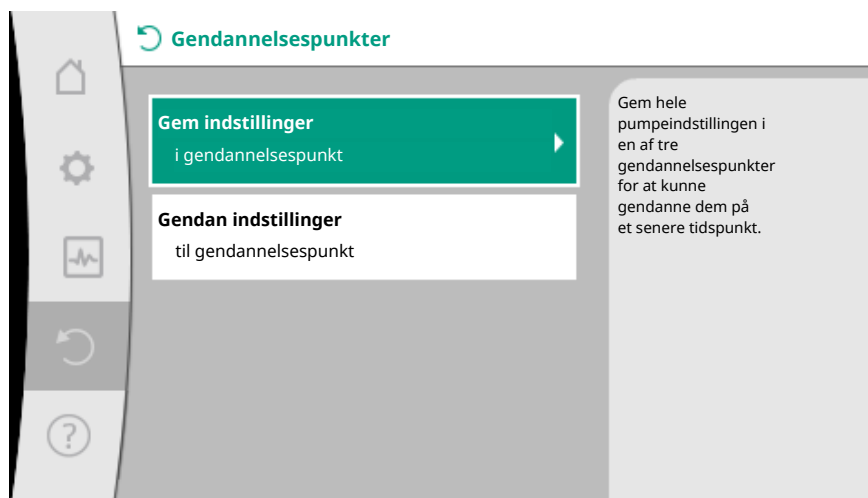 Gendannelsespunkter
Gem indstillinger
i gendannelsespunkt
Gendan indstillinger
til gendannelsespunkt
Gem hele
pumpeindstillingen i
en af tre
gendannelsespunkter
for at kunne
gendanne dem på
et senere tidspunkt.
?